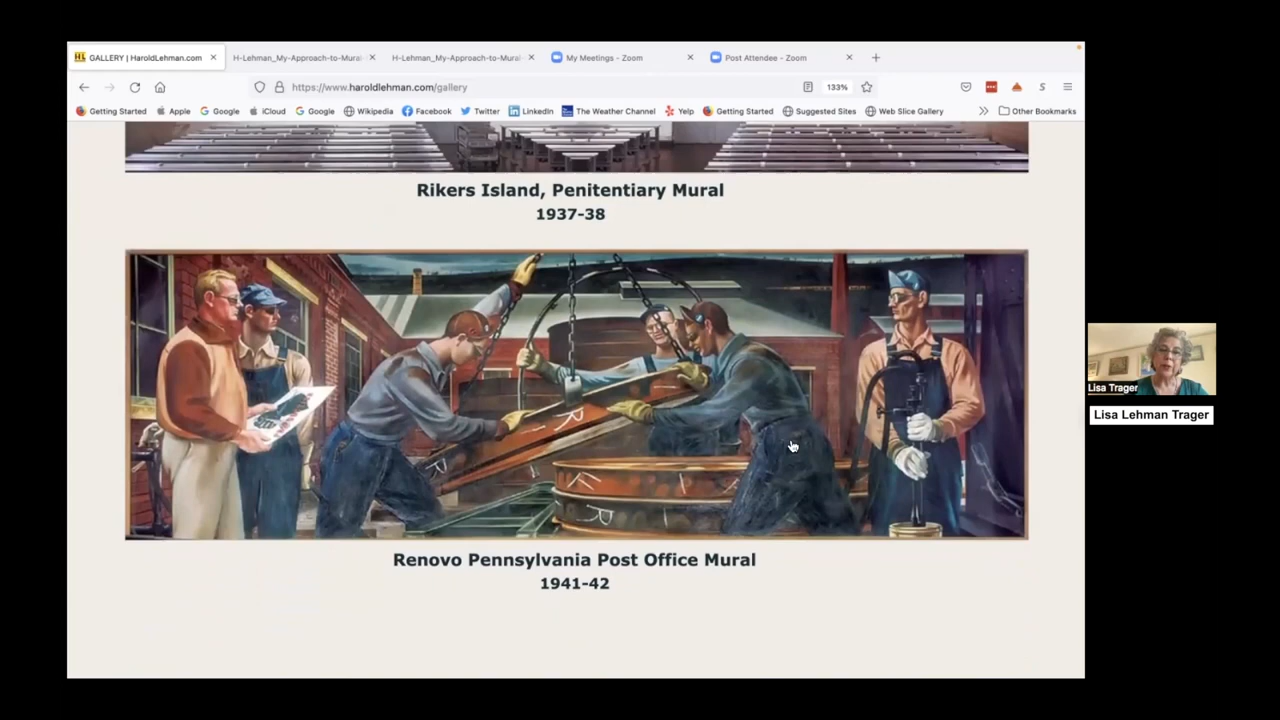 GALLERY | HaroldLehman.com
H-Lehman_My-Approach-to-Mural-
H-Lehman_My-Approach-to-Mural-
My Meetings - Zoom
Post Attendee - Zoom
https://www.haroldlehman.com/gallery
133%
Getting Started
Apple
Google
iCloud
Google
Wikipedia
Facebook
Twitter
LinkedIn
The Weather Channel
Yelp
Getting Started
Suggested Sites
Web Slice Gallery
Other Bookmarks
Rikers Island, Penitentiary Mural
1937-38
R
R
R
Renovo Pennsylvania Post Office Mural
1941-42
Lisa Trager
Lisa Lehman Trager